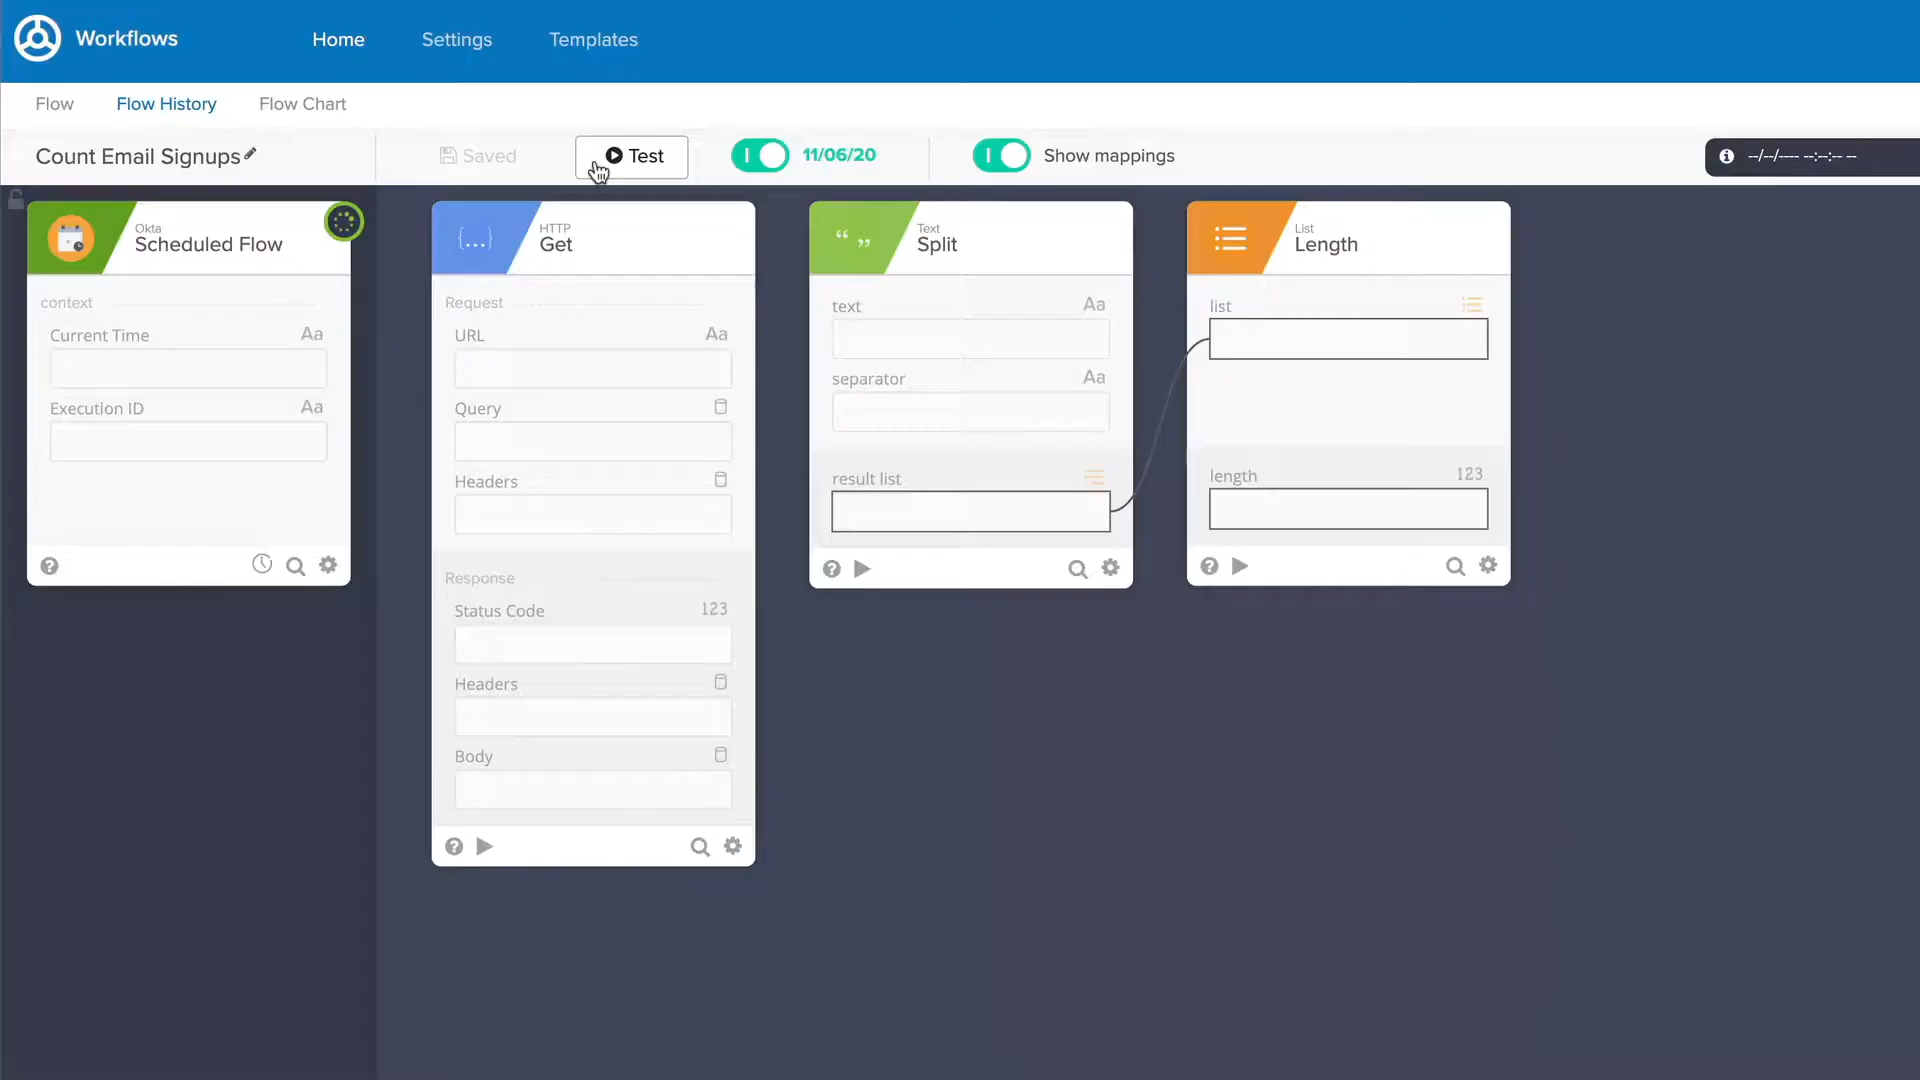 Workflows
Home
Settings
Templates
Flow
Flow History
Flow Chart
Count Email Signups
Saved
Test
11/06/20
Show mappings
--/--/---- --:--:-- --
Okta
Scheduled Flow
context
Current Time
Aa
Execution ID
Aa
{...}
HTTP
Get
Request
URL
Aa
Query
Headers
Response
Status Code
123
Headers
Body
“ ”
Text
Split
text
Aa
separator
Aa
result list
List
Length
list
length
123